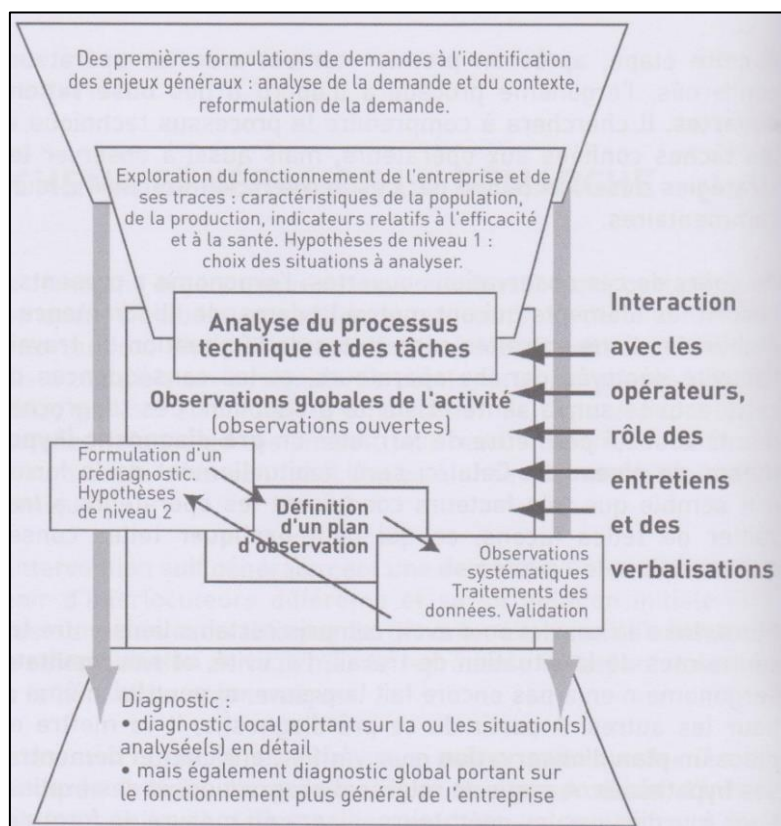 Des premières formulations de demandes à l'identification
des enjeux généraux : analyse de la demande et du contexte,
reformulation de la demande.
Exploration du fonctionnement de l'entreprise et de
ses traces : caractéristiques de la population,
de la production, indicateurs relatifs à l'efficacité
et à la santé. Hypothèses de niveau 1 :
choix des situations à analyser.
Analyse du processus
technique et des tâches
Observations globales de l'activité
(observations ouvertes)
Formulation d'un
prédiagnostic.
Hypothèses
de niveau 2
Définition
d'un plan
d'observation
Observations
systématiques
Traitements des
données. Validation
Interaction
avec les
opérateurs,
rôle des
entretiens
et des
verbalisations
Diagnostic :
• diagnostic local portant sur la ou les situation(s)
analysée(s) en détail
• mais également diagnostic global portant sur
le fonctionnement plus général de l'entreprise